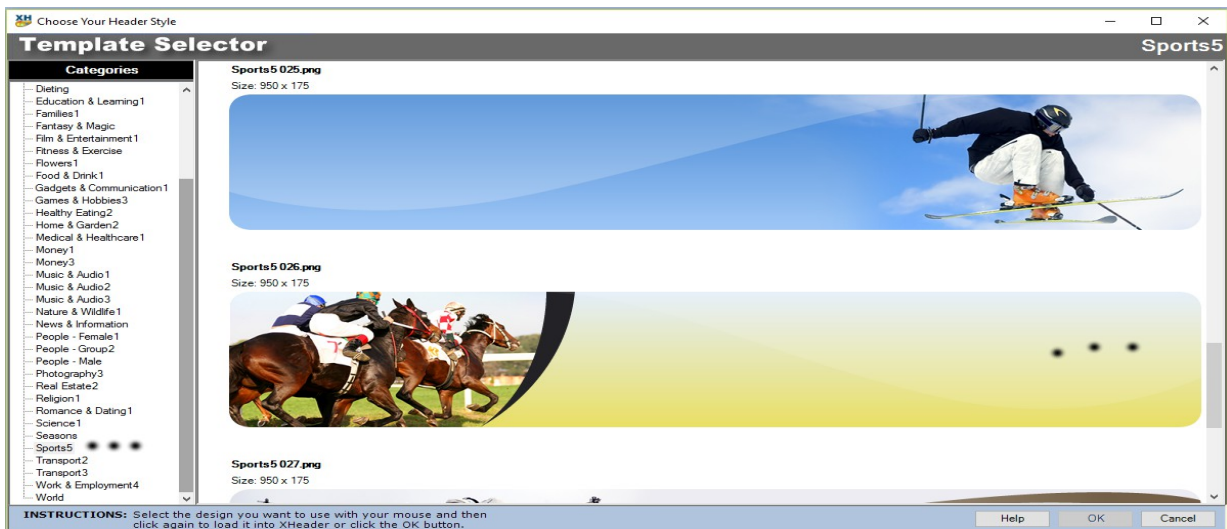 XH Choose Your Header Style
Template Selector
Sports5
Categories
Dieting
Education & Learning1
Families1
Fantasy & Magic
Film & Entertainment1
Fitness & Exercise
Flowers1
Food & Drink1
Gadgets & Communication1
Games & Hobbies3
Healthy Eating2
Home & Garden2
Medical & Healthcare1
Money1
Money3
Music & Audio1
Music & Audio2
Music & Audio3
Nature & Wildlife1
News & Information
People - Female1
People - Group2
People - Male
Photography3
Real Estate2
Religion1
Romance & Dating1
Science1
Seasons
Sports5
Transport2
Transport3
Work & Employment4
World
Sports5 025.png
Size: 950 x 175
Sports5 026.png
Size: 950 x 175
Sports5 027.png
Size: 950 x 175
INSTRUCTIONS: Select the design you want to use with your mouse and then
click again to load it into XHeader or click the OK button.
Help
OK
Cancel